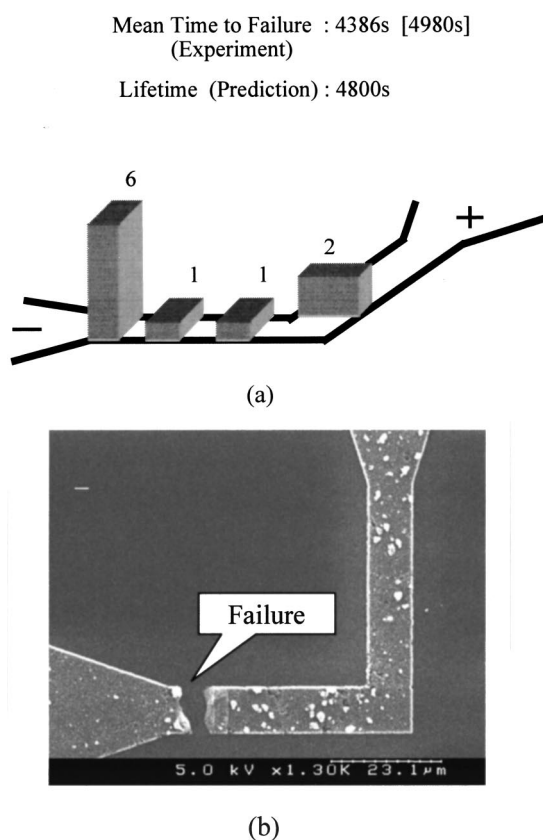 Mean Time to Failure : 4386s [4980s]
(Experiment)
Lifetime (Prediction) : 4800s
6
1 1 2
+
−
(a)
Failure
5.0 kV x1.30K 23.1µm
(b)